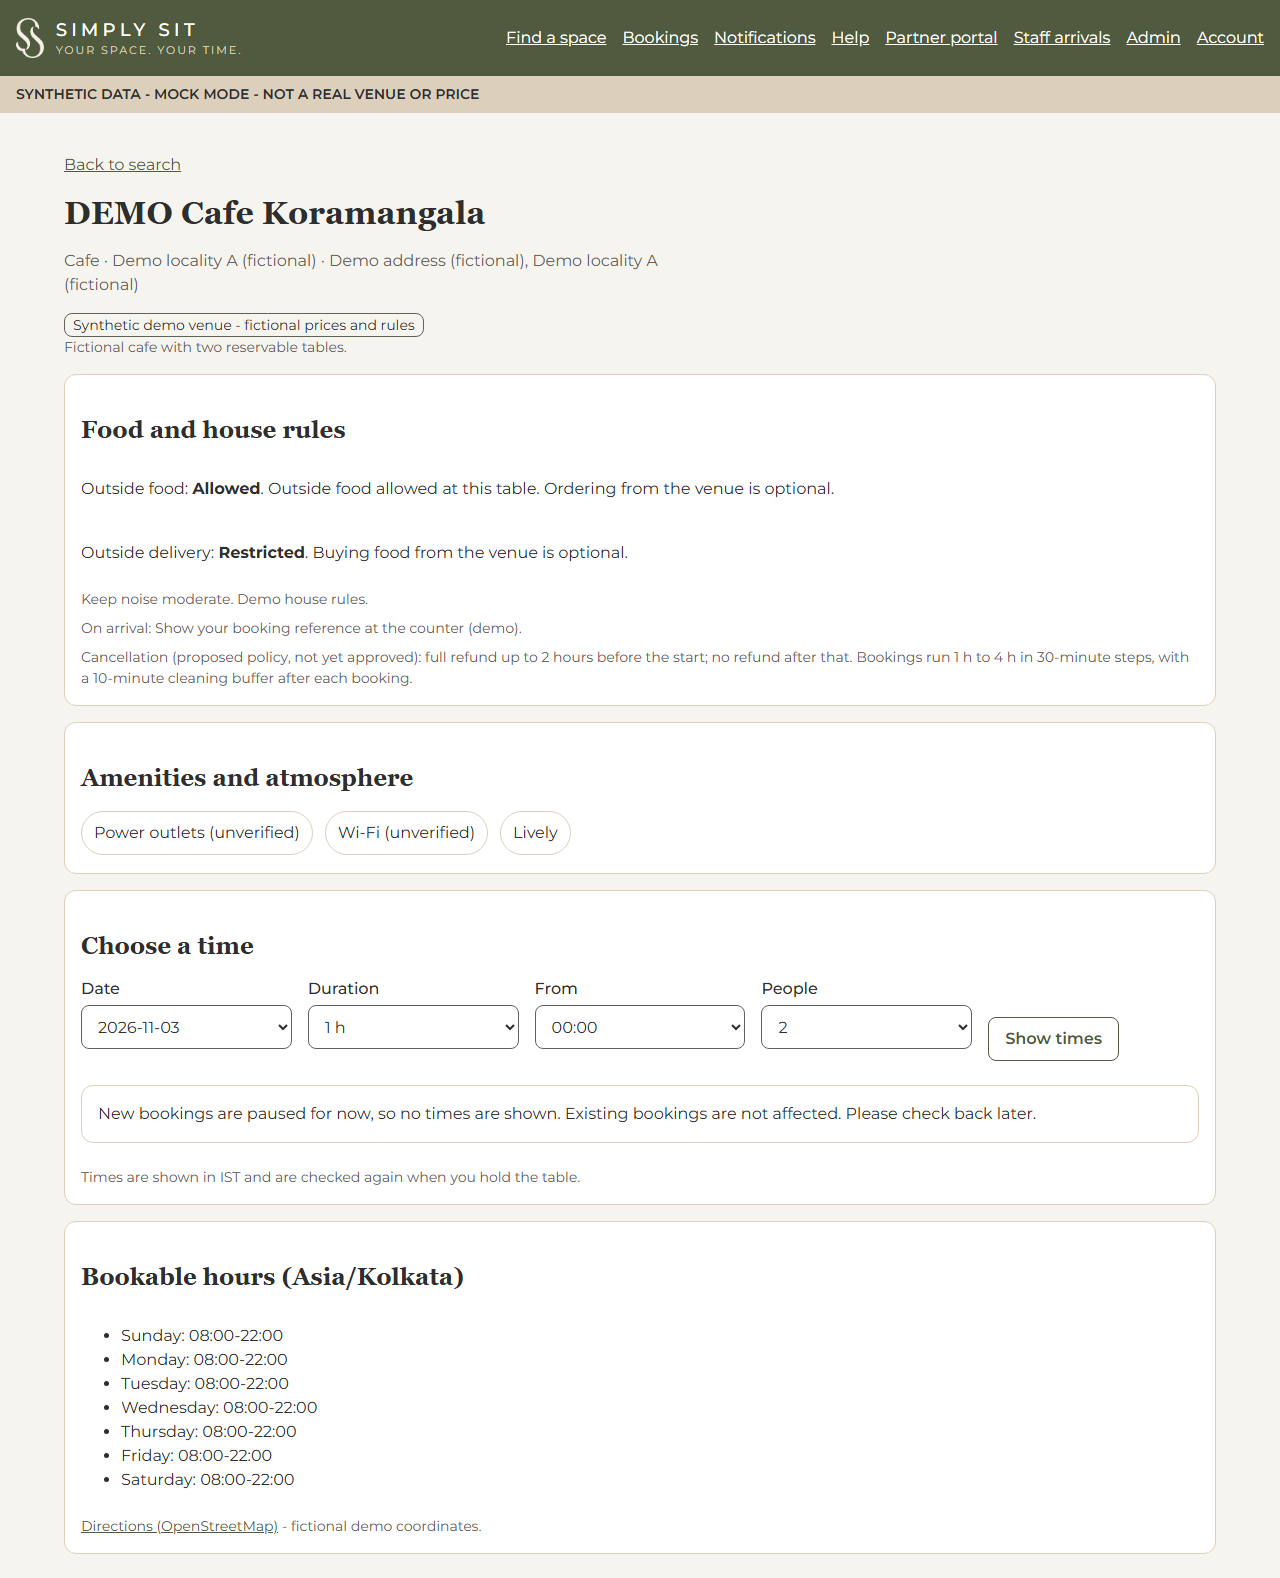 SIMPLY SIT
YOUR SPACE. YOUR TIME.
Find a space Bookings Notifications Help Partner portal Staff arrivals Admin Account
SYNTHETIC DATA - MOCK MODE - NOT A REAL VENUE OR PRICE
Back to search
DEMO Cafe Koramangala
Cafe · Demo locality A (fictional) · Demo address (fictional), Demo locality A
(fictional)
Synthetic demo venue - fictional prices and rules
Fictional cafe with two reservable tables.
Food and house rules
Outside food: Allowed. Outside food allowed at this table. Ordering from the venue is optional.
Outside delivery: Restricted. Buying food from the venue is optional.
Keep noise moderate. Demo house rules.
On arrival: Show your booking reference at the counter (demo).
Cancellation (proposed policy, not yet approved): full refund up to 2 hours before the start; no refund after that. Bookings run 1 h to 4 h in 30-minute steps, with
a 10-minute cleaning buffer after each booking.
Amenities and atmosphere
Power outlets (unverified) Wi-Fi (unverified) Lively
Choose a time
Date Duration From People
2026-11-03 1 h 00:00 2 Show times
New bookings are paused for now, so no times are shown. Existing bookings are not affected. Please check back later.
Times are shown in IST and are checked again when you hold the table.
Bookable hours (Asia/Kolkata)
Sunday: 08:00-22:00
Monday: 08:00-22:00
Tuesday: 08:00-22:00
Wednesday: 08:00-22:00
Thursday: 08:00-22:00
Friday: 08:00-22:00
Saturday: 08:00-22:00
Directions (OpenStreetMap) - fictional demo coordinates.